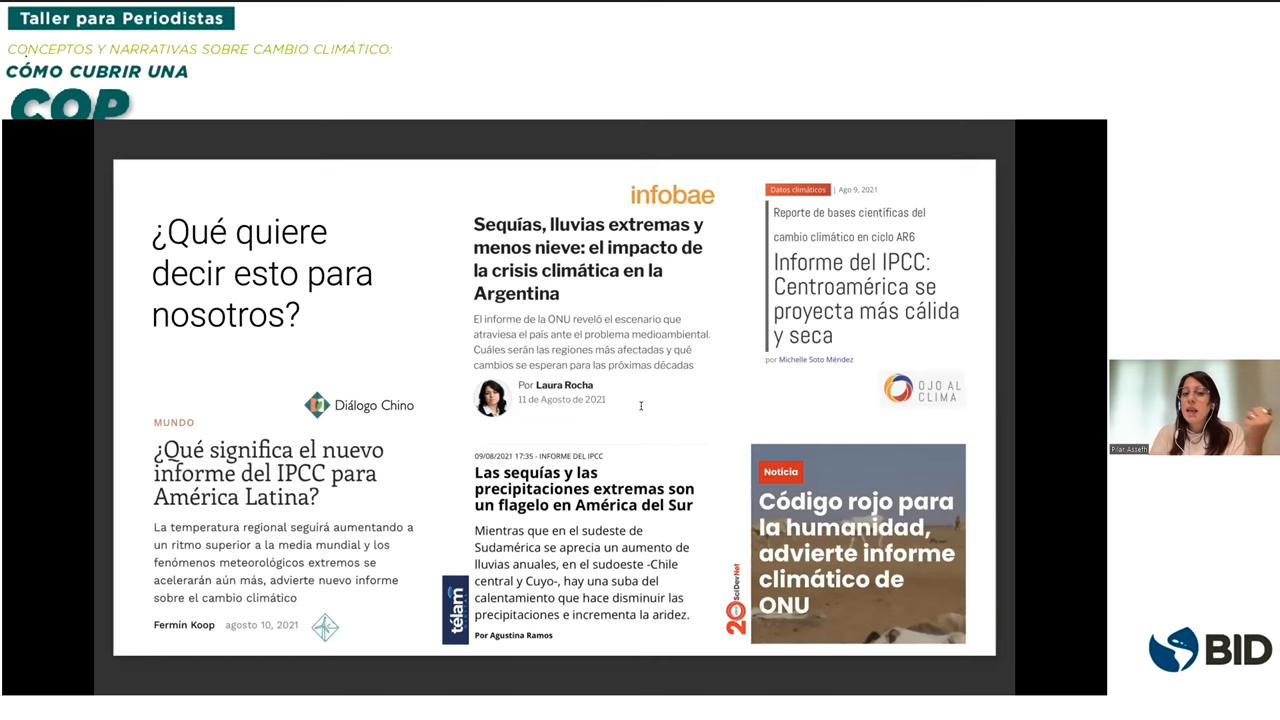 Taller para Periodistas
CONCEPTOS Y NARRATIVAS SOBRE CAMBIO CLIMÁTICO:
CÓMO CUBRIR UNA
COP
¿Qué quiere
decir esto para
nosotros?
Diálogo Chino
MUNDO
¿Qué significa el nuevo
informe del IPCC para
América Latina?
La temperatura regional seguirá aumentando a
un ritmo superior a la media mundial y los
fenómenos meteorológicos extremos se
acelerarán aún más, advierte nuevo informe
sobre el cambio climático
Fermín Koop agosto 10, 2021
infobae
Sequías, lluvias extremas y
menos nieve: el impacto de
la crisis climática en la
Argentina
El informe de la ONU reveló el escenario que
atraviesa el país ante el problema medioambiental.
Cuáles serán las regiones más afectadas y qué
cambios se esperan para las próximas décadas
Por Laura Rocha
11 de Agosto de 2021
09/08/2021 17:35 - INFORME DEL IPCC
Las sequías y las
precipitaciones extremas son
un flagelo en América del Sur
Mientras que en el sudeste de
Sudamérica se aprecia un aumento de
lluvias anuales, en el sudoeste -Chile
central y Cuyo-, hay una suba del
calentamiento que hace disminuir las
precipitaciones e incrementa la aridez.
Por Agustina Ramos
télam
Datos climáticos | Ago 9, 2021
Reporte de bases científicas del
cambio climático en ciclo AR6
Informe del IPCC:
Centroamérica se
proyecta más cálida
y seca
por Michelle Soto Méndez
OJO AL
CLIMA
Noticia
Código rojo para
la humanidad,
advierte informe
climático de
ONU
20 SciDevNet
Pilar Assefh
BID